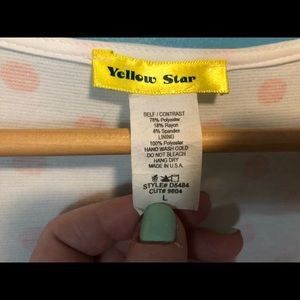 Yellow Star
SELF / CONTRAST
78% Polyester
18% Rayon
4% Spandex
LINING
100% Polyester
HAND WASH COLD
DO NOT BLEACH
HANG DRY
MADE IN U.S.A.
STYLE# D5484
CUT# 9804
L